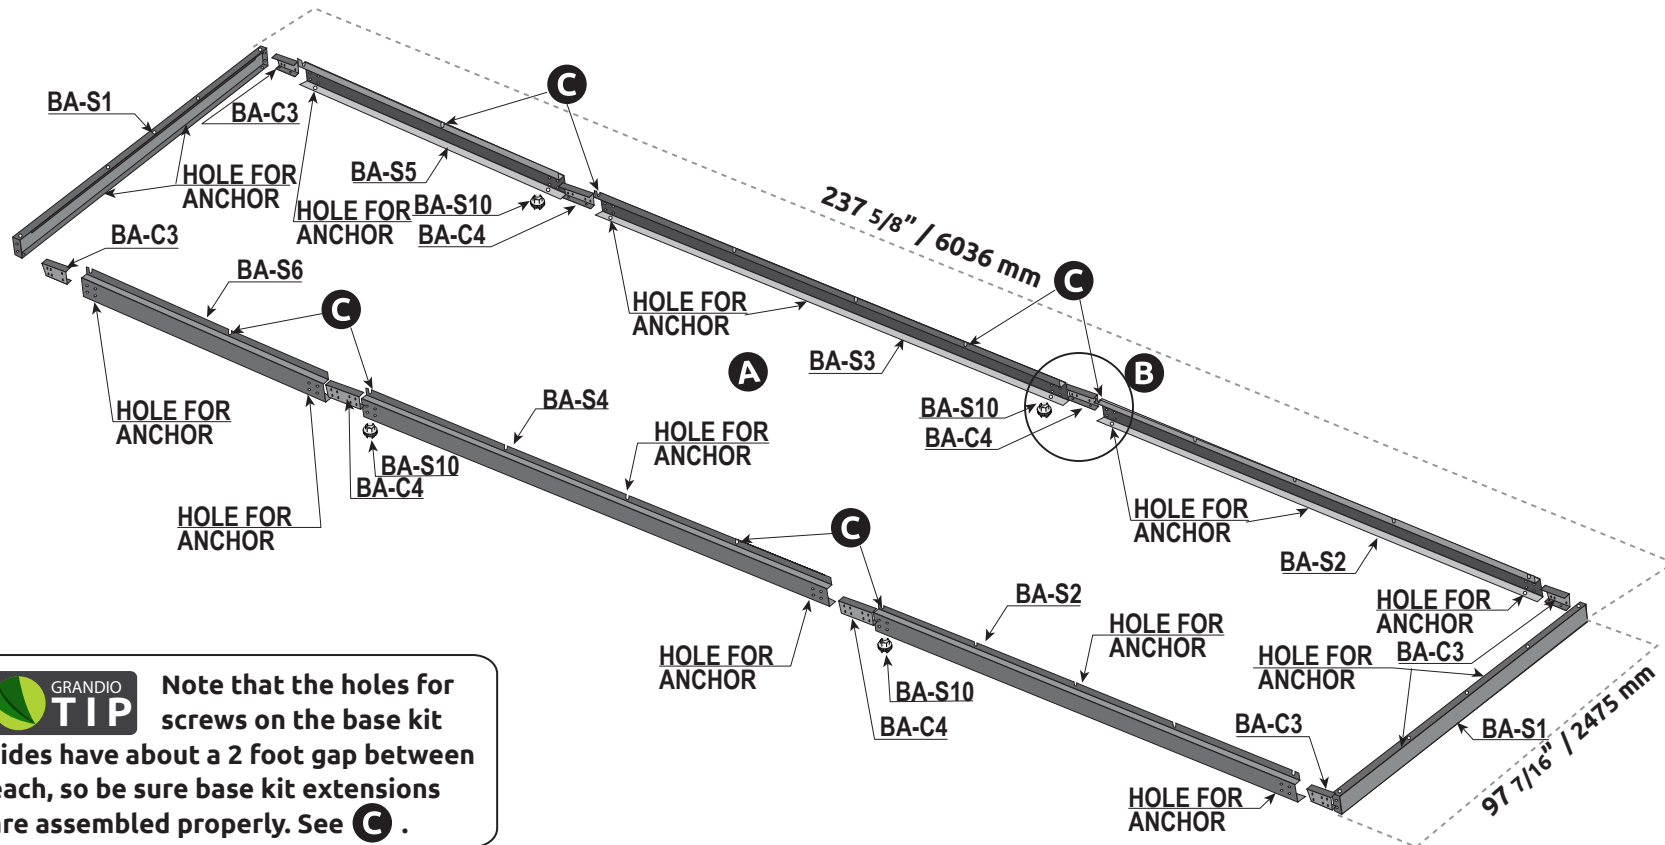 C
BA-S1
BA-C3
HOLE FOR
ANCHOR
BA-S5
HOLE FOR
ANCHOR
BA-S10
BA-C4
237 5/8" / 6036 mm
BA-C3
BA-S6
C
HOLE FOR
ANCHOR
C
BA-S3
A
B
BA-S10
BA-C4
HOLE FOR
ANCHOR
BA-S4
HOLE FOR
ANCHOR
BA-S10
BA-C4
HOLE FOR
ANCHOR
HOLE FOR
ANCHOR
BA-S2
C
BA-S2
HOLE FOR
ANCHOR
HOLE FOR
ANCHOR
BA-C3
HOLE FOR
ANCHOR
HOLE FOR
ANCHOR
BA-S10
BA-C4
BA-C3
BA-S1
97 7/16" / 2475 mm
HOLE FOR
ANCHOR
GRANDIO
TIP
Note that the holes for
screws on the base kit
ides have about a 2 foot gap between
each, so be sure base kit extensions
are assembled properly. See C .